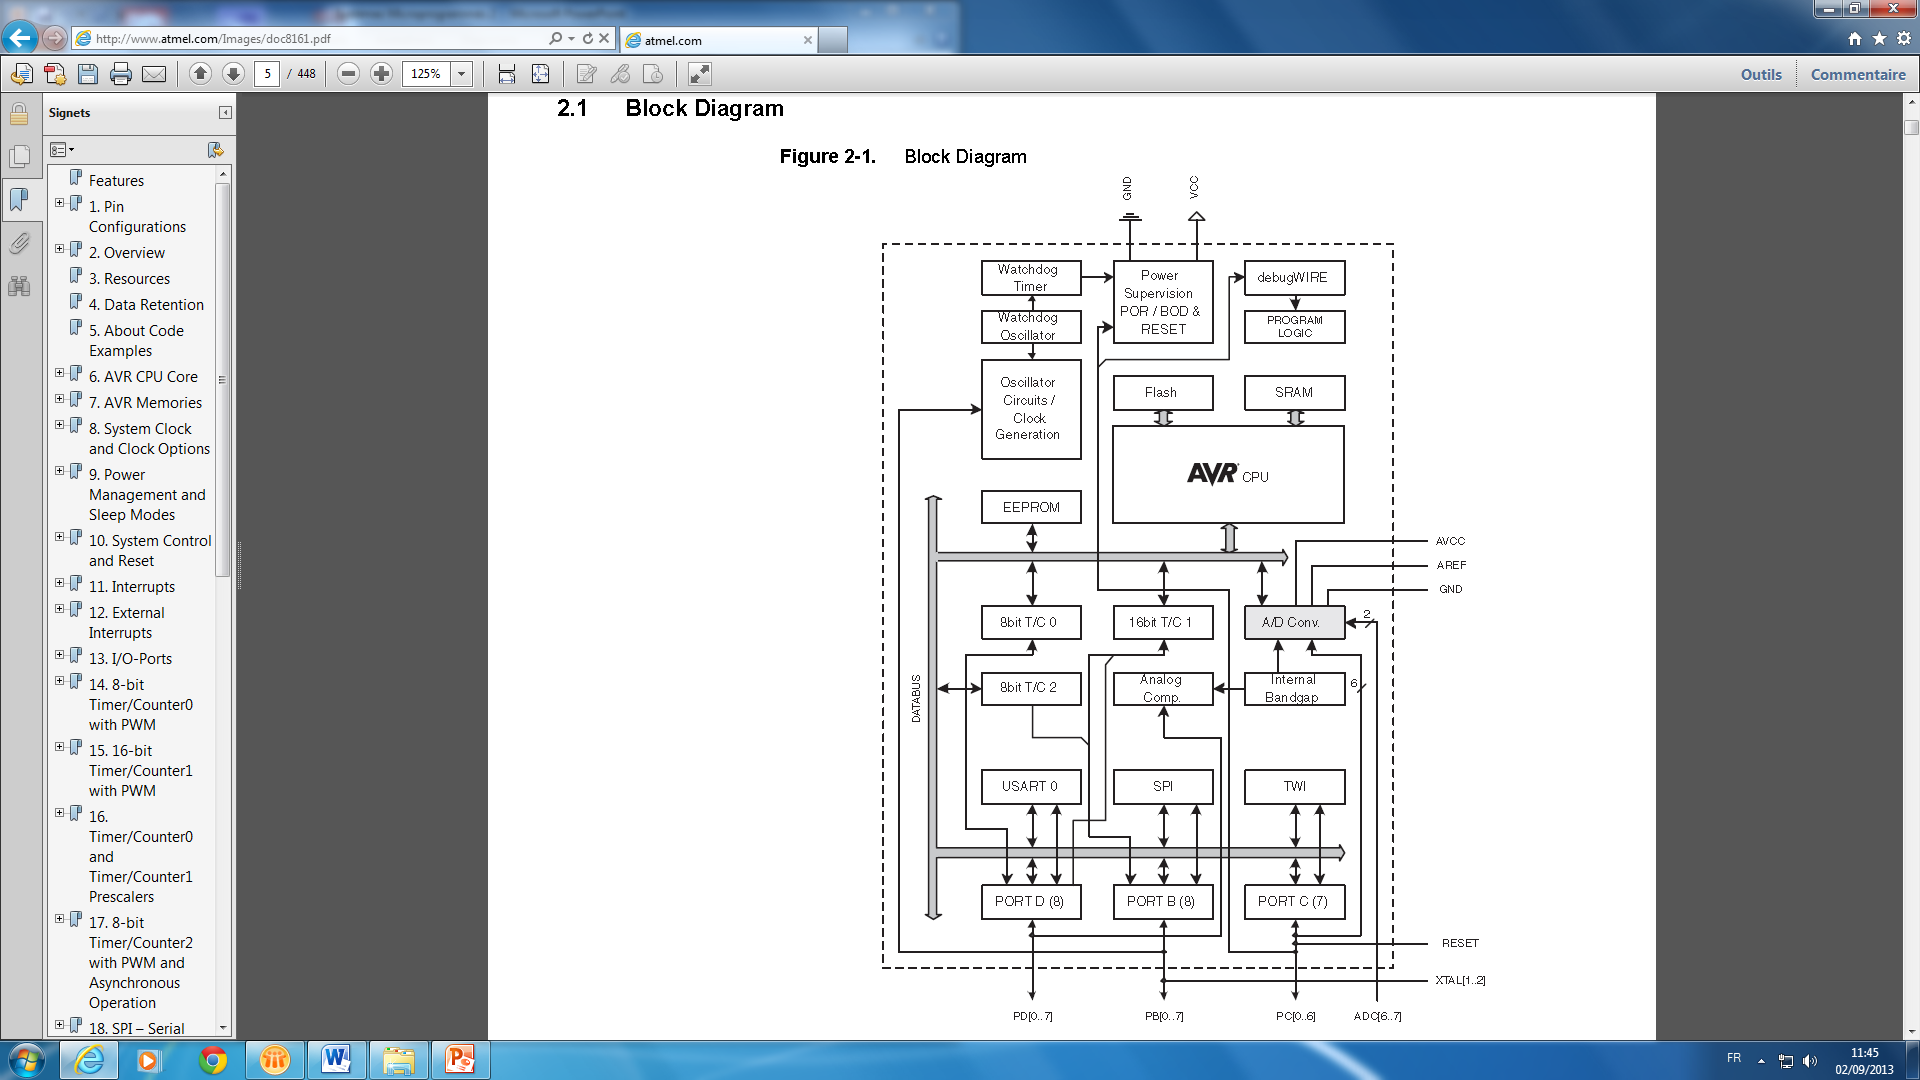 http://www.atmel.com/Images/doc8161.pdf
atmel.com
5 / 448
125%
Outils
Commentaire
Signets
Features
1. Pin
Configurations
2. Overview
3. Resources
4. Data Retention
5. About Code
Examples
6. AVR CPU Core
7. AVR Memories
8. System Clock
and Clock Options
9. Power
Management and
Sleep Modes
10. System Control
and Reset
11. Interrupts
12. External
Interrupts
13. I/O-Ports
14. 8-bit
Timer/Counter0
with PWM
15. 16-bit
Timer/Counter1
with PWM
16.
Timer/Counter0
and
Timer/Counter1
Prescalers
17. 8-bit
Timer/Counter2
with PWM and
Asynchronous
Operation
18. SPI – Serial
2.1 Block Diagram
Figure 2-1. Block Diagram
GND
VCC
Watchdog
Timer
Power
Supervision
POR / BOD &
RESET
debugWIRE
Watchdog
Oscillator
PROGRAM
LOGIC
Oscillator
Circuits /
Clock
Generation
Flash
SRAM
AVR CPU
EEPROM
AVCC
AREF
GND
8bit T/C 0
16bit T/C 1
A/D Conv.
2
DATABUS
8bit T/C 2
Analog
Comp.
Internal
Bandgap
6
USART 0
SPI
TWI
PORT D (8)
PORT B (8)
PORT C (7)
RESET
XTAL[1..2]
PD[0..7]
PB[0..7]
PC[0..6]
ADC[6..7]
FR
11:45
02/09/2013